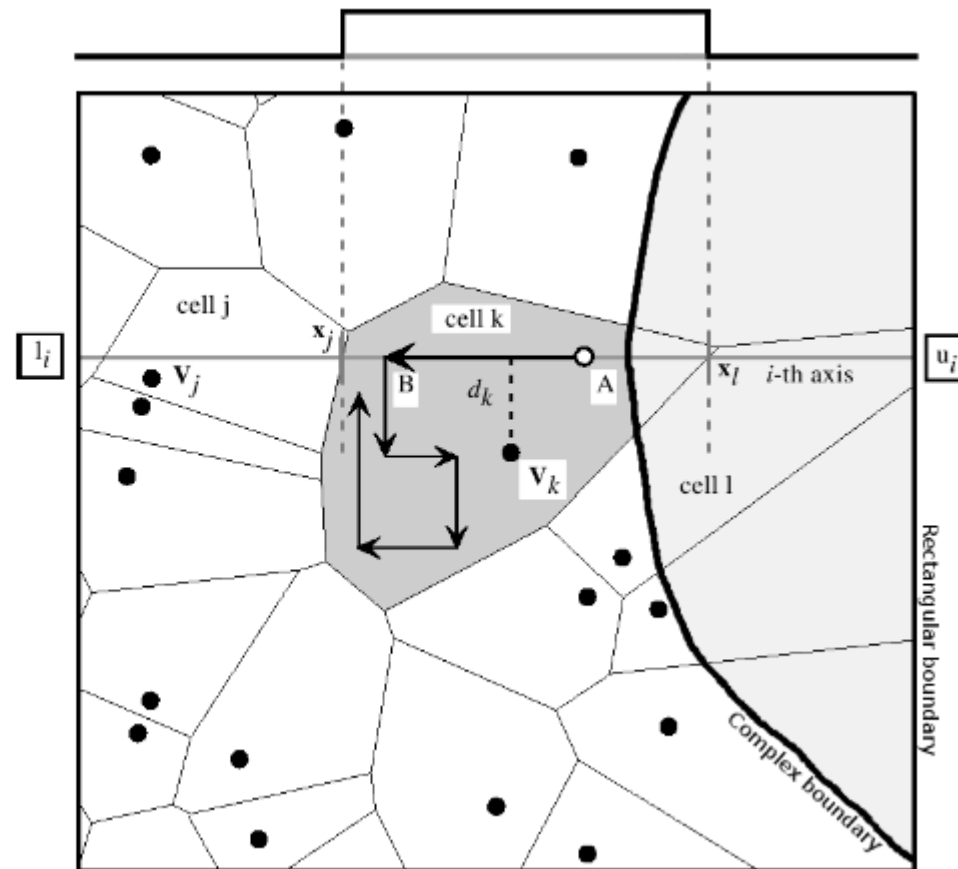 cell j
cell k
x_j
l_i
V_j
B
d_k
A
x_l
i-th axis
u_i
V_k
cell l
Rectangular boundary
Complex boundary